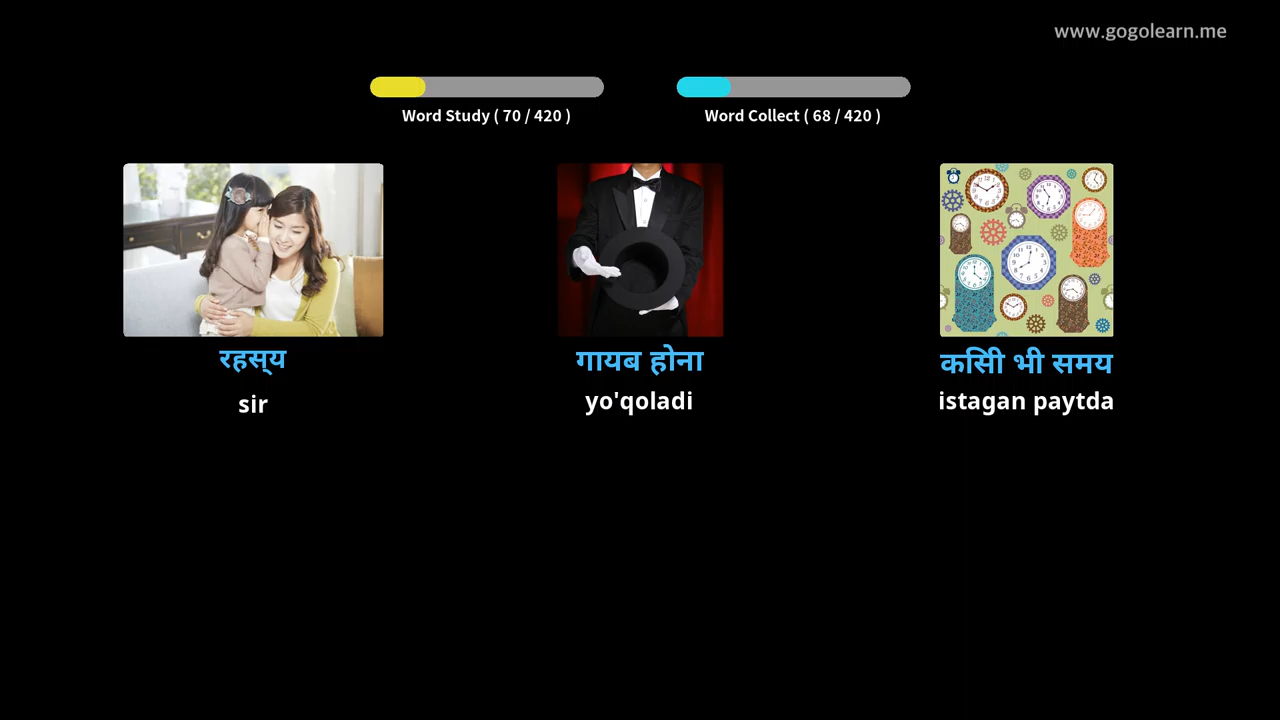 www.gogolearn.me
Word Study ( 70 / 420 )
Word Collect ( 68 / 420 )
रहस्य
गायब होना
किसी भी समय
sir
yo'qoladi
istagan paytda